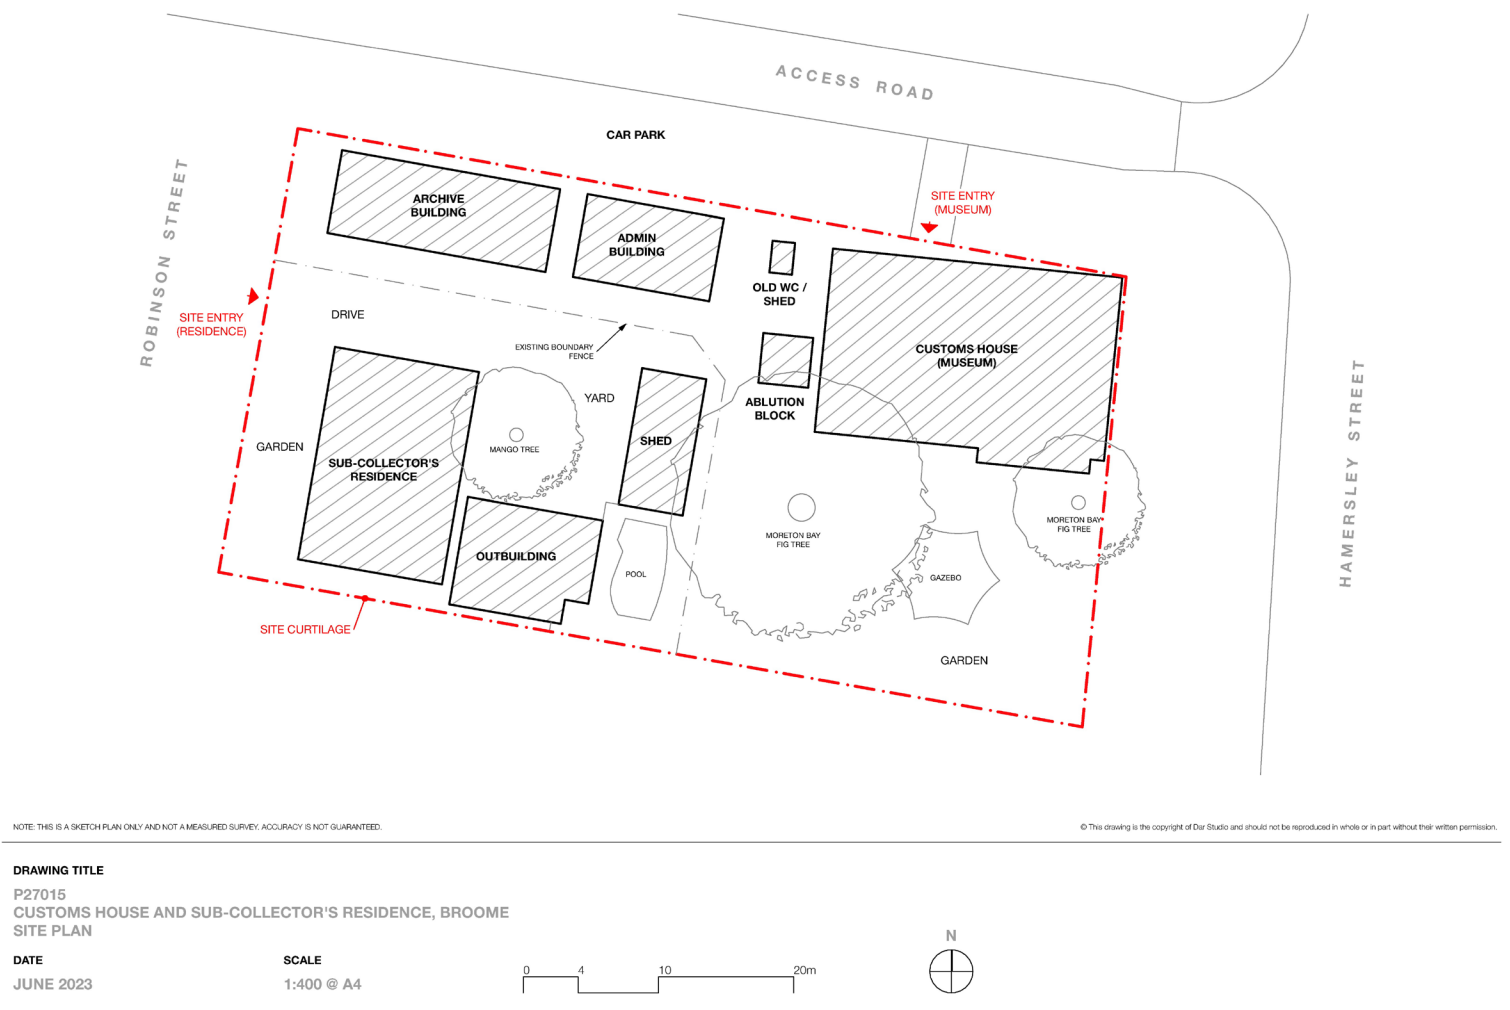 ACCESS ROAD
CAR PARK
ROBINSON STREET
ARCHIVE
BUILDING
SITE ENTRY
(MUSEUM)
ADMIN
BUILDING
OLD WC /
SHED
SITE ENTRY
(RESIDENCE)
DRIVE
EXISTING BOUNDARY
FENCE
CUSTOMS HOUSE
(MUSEUM)
YARD
ABLUTION
BLOCK
HAMERSLEY STREET
GARDEN
MANGO TREE
SHED
SUB-COLLECTOR'S
RESIDENCE
MORETON BAY
FIG TREE
MORETON BAY
FIG TREE
OUTBUILDING
POOL
GAZEBO
SITE CURTILAGE
GARDEN
NOTE: THIS IS A SKETCH PLAN ONLY AND NOT A MEASURED SURVEY. ACCURACY IS NOT GUARANTEED.
© This drawing is the copyright of Dar Studio and should not be reproduced in whole or in part without their written permission.
DRAWING TITLE
P27015
CUSTOMS HOUSE AND SUB-COLLECTOR'S RESIDENCE, BROOME
SITE PLAN
DATE
JUNE 2023
SCALE
1:400 @ A4
0 4 10 20m
N